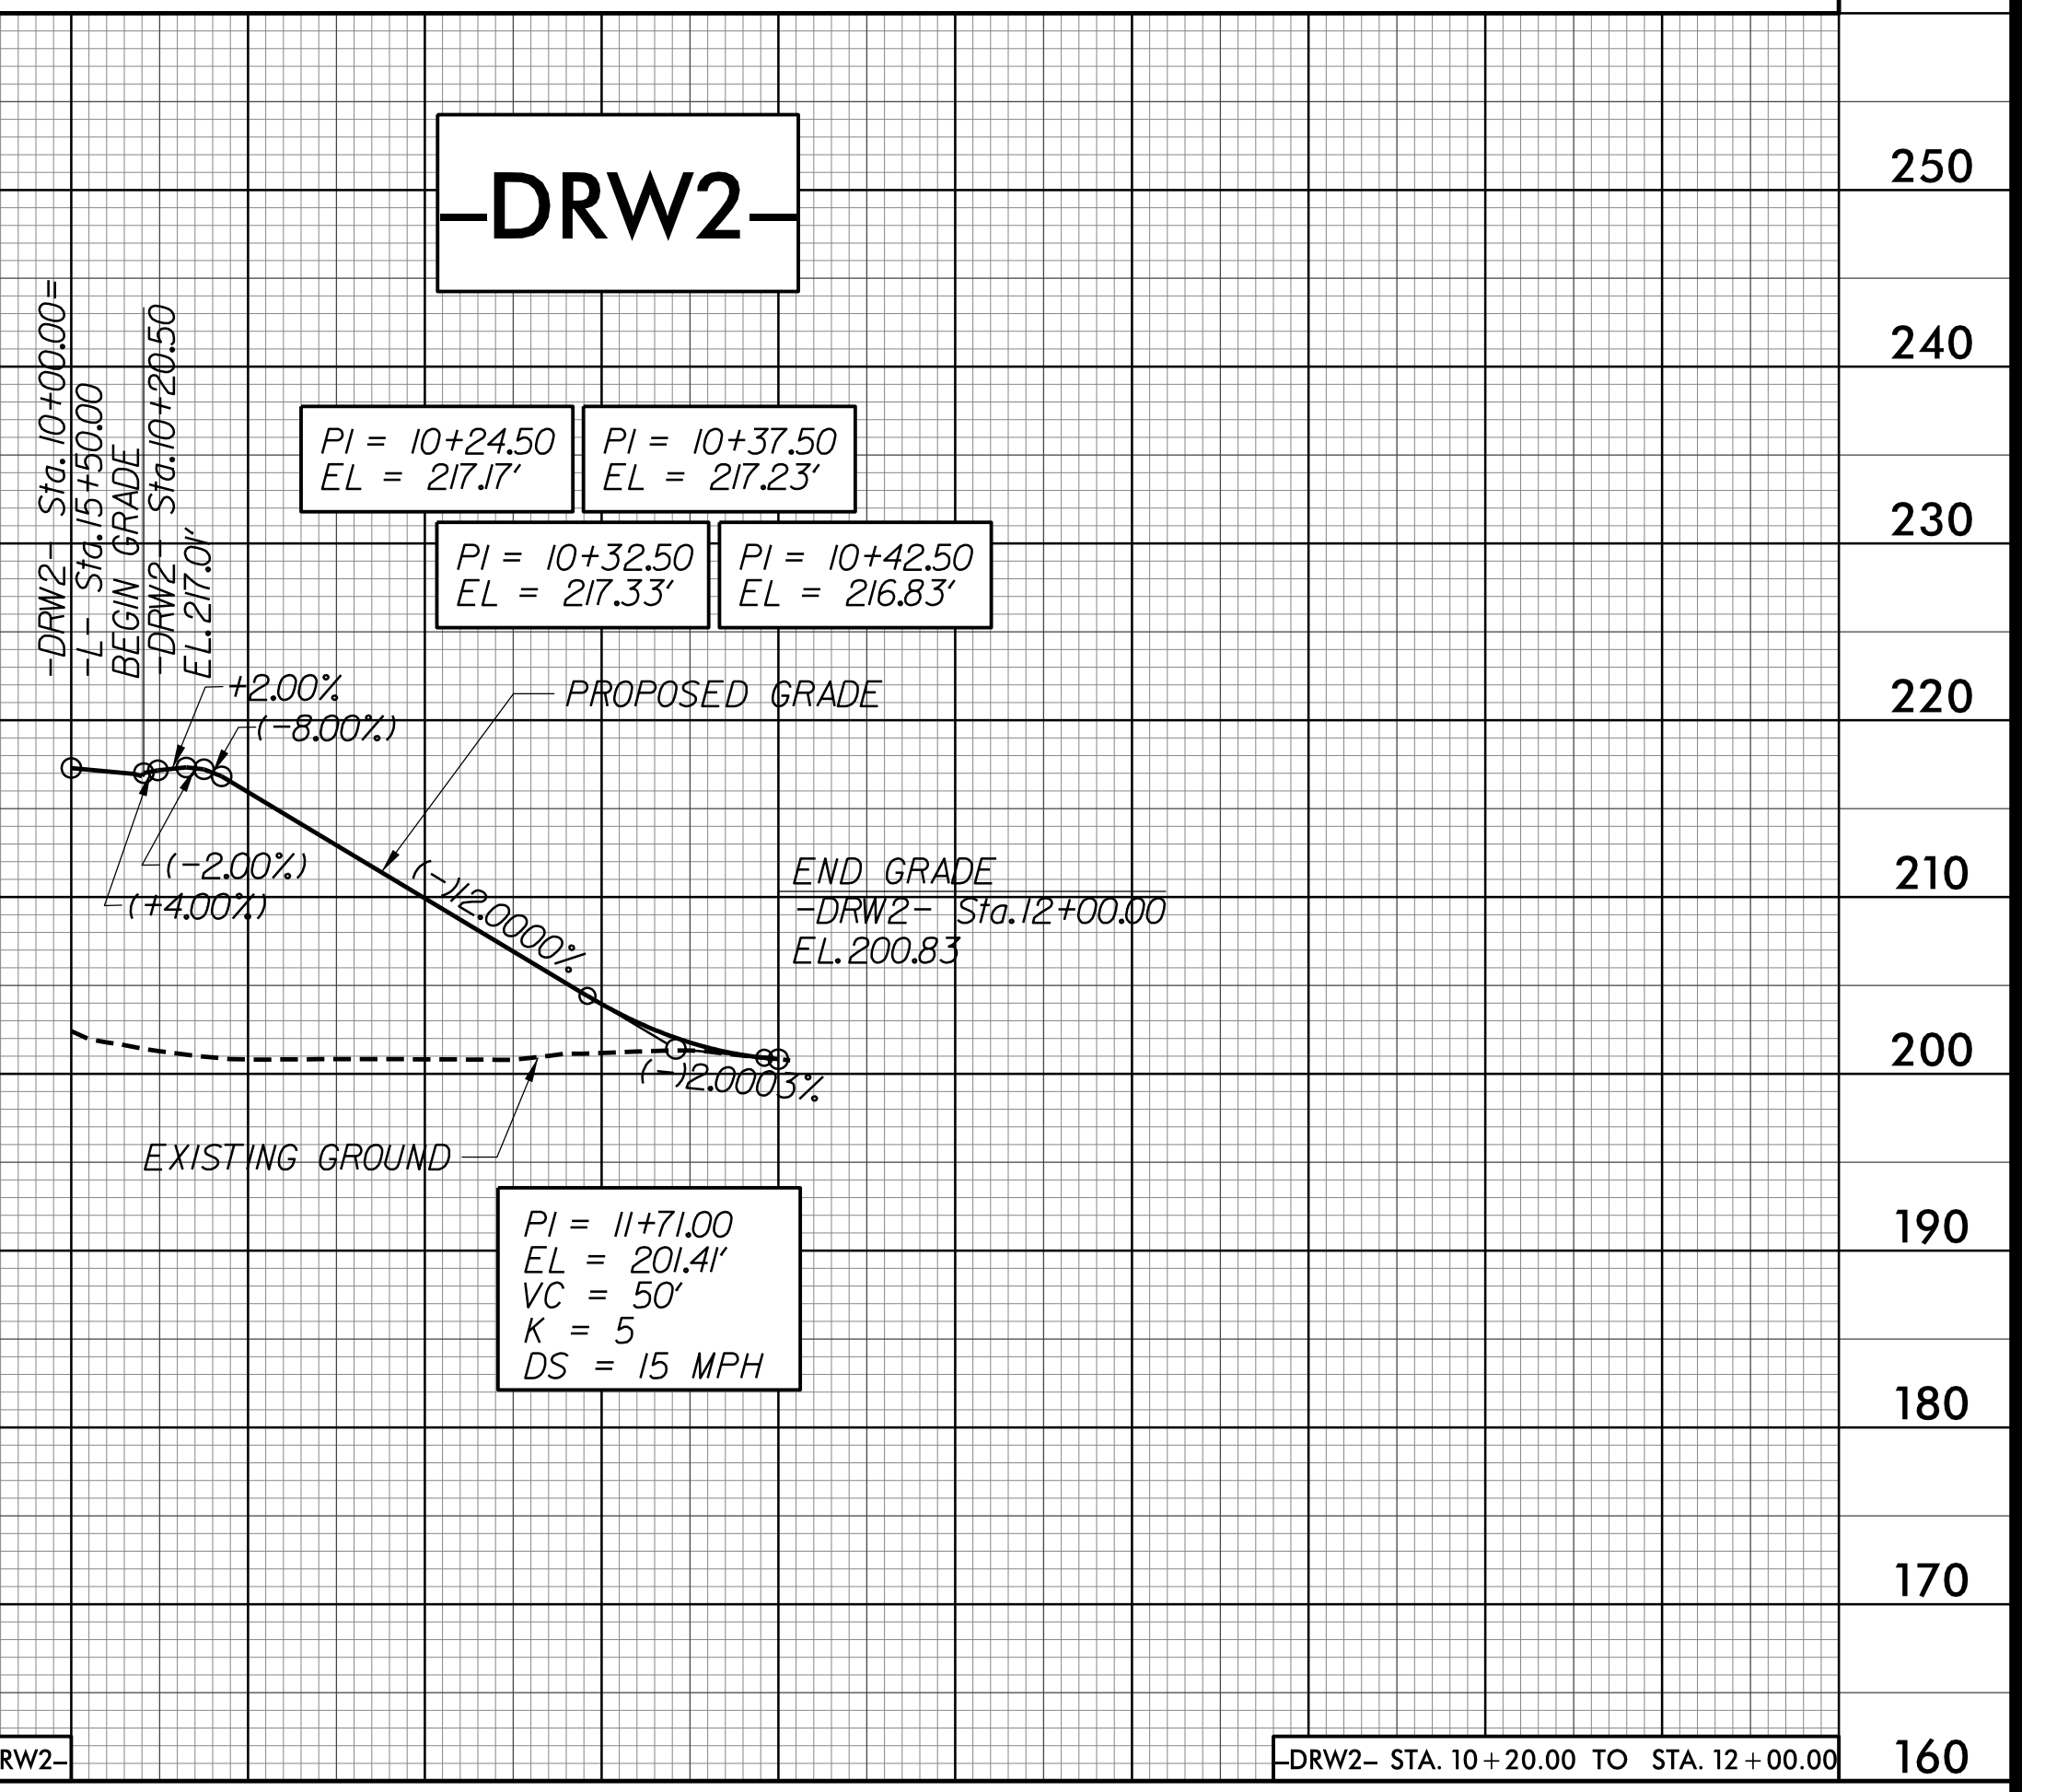 -DRW2-
-DRW2- Sta. 10+00.00=
-L- Sta. 15+50.00
BEGIN GRADE
-DRW2- Sta. 10+20.50
EL. 217.01'
PI = 10+24.50
EL = 217.17'
PI = 10+37.50
EL = 217.23'
PI = 10+32.50
EL = 217.33'
PI = 10+42.50
EL = 216.83'
+2.00%
(-8.00%)
PROPOSED GRADE
(-2.00%)
(+4.00%)
(-)12.0000%
END GRADE
-DRW2- Sta. 12+00.00
EL. 200.83
(-)2.0003%
EXISTING GROUND
PI = 11+71.00
EL = 201.41'
VC = 50'
K = 5
DS = 15 MPH
250
240
230
220
210
200
190
180
170
160
RW2-
-DRW2- STA. 10+20.00 TO STA. 12+00.00